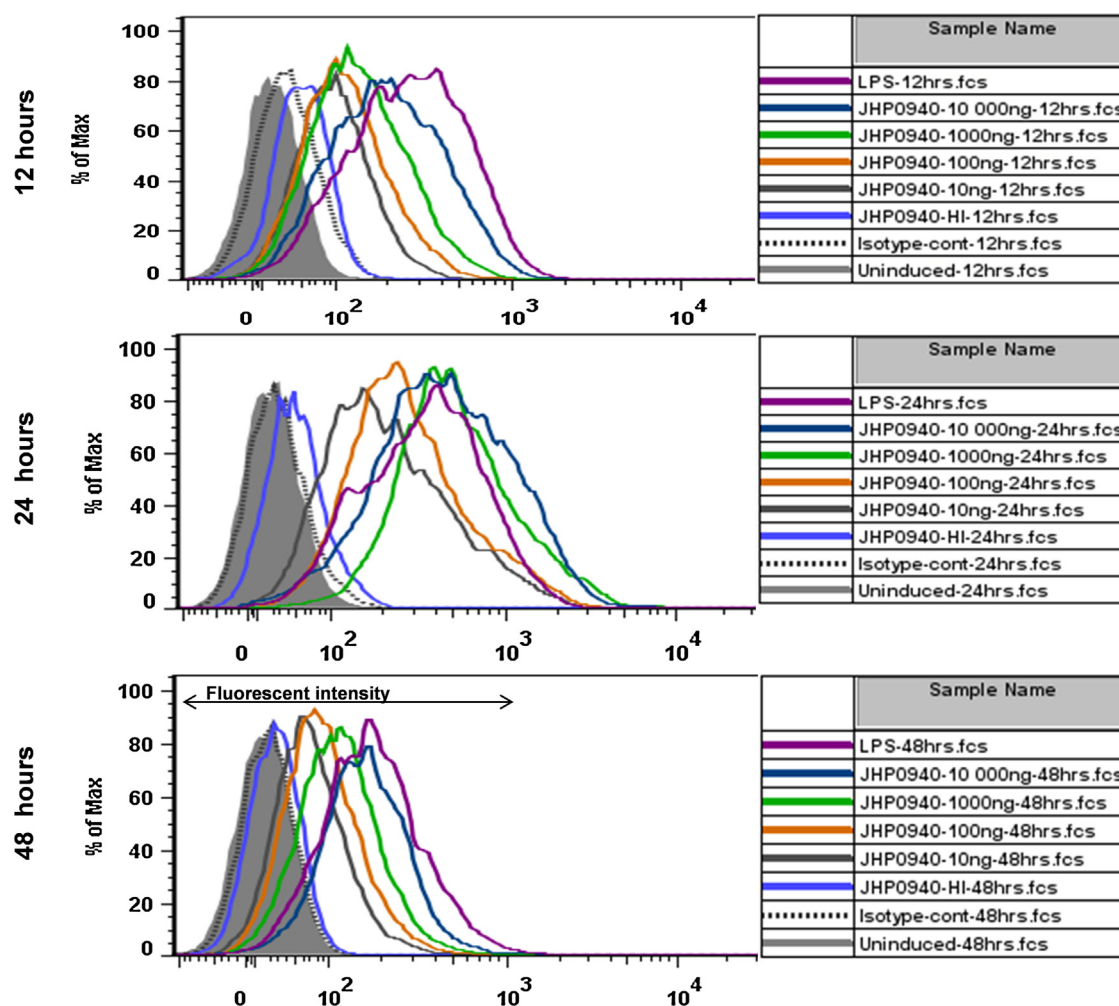 12 hours
% of Max
100
80
60
40
20
0
0 10² 10³ 10⁴
Sample Name
LPS-12hrs.fcs
JHP0940-10 000ng-12hrs.fcs
JHP0940-1000ng-12hrs.fcs
JHP0940-100ng-12hrs.fcs
JHP0940-10ng-12hrs.fcs
JHP0940-HI-12hrs.fcs
Isotype-cont-12hrs.fcs
Uninduced-12hrs.fcs
24 hours
% of Max
100
80
60
40
20
0
0 10² 10³ 10⁴
Sample Name
LPS-24hrs.fcs
JHP0940-10 000ng-24hrs.fcs
JHP0940-1000ng-24hrs.fcs
JHP0940-100ng-24hrs.fcs
JHP0940-10ng-24hrs.fcs
JHP0940-HI-24hrs.fcs
Isotype-cont-24hrs.fcs
Uninduced-24hrs.fcs
48 hours
% of Max
100
80
60
40
20
0
Fluorescent intensity
0 10² 10³ 10⁴
Sample Name
LPS-48hrs.fcs
JHP0940-10 000ng-48hrs.fcs
JHP0940-1000ng-48hrs.fcs
JHP0940-100ng-48hrs.fcs
JHP0940-10ng-48hrs.fcs
JHP0940-HI-48hrs.fcs
Isotype-cont-48hrs.fcs
Uninduced-48hrs.fcs